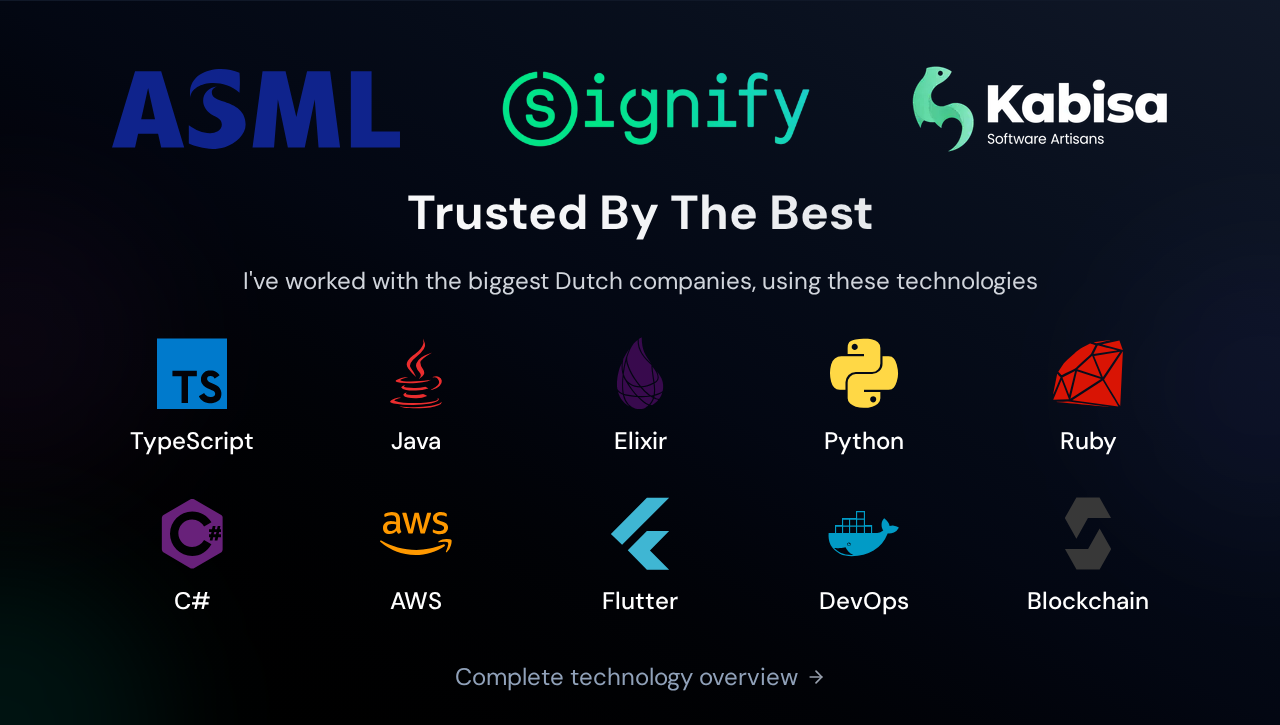 ASML
signify
Kabisa
Software Artisans
Trusted By The Best
I've worked with the biggest Dutch companies, using these technologies
TS
TypeScript
Java
Elixir
Python
Ruby
C#
aws
C#
AWS
Flutter
DevOps
Blockchain
Complete technology overview →